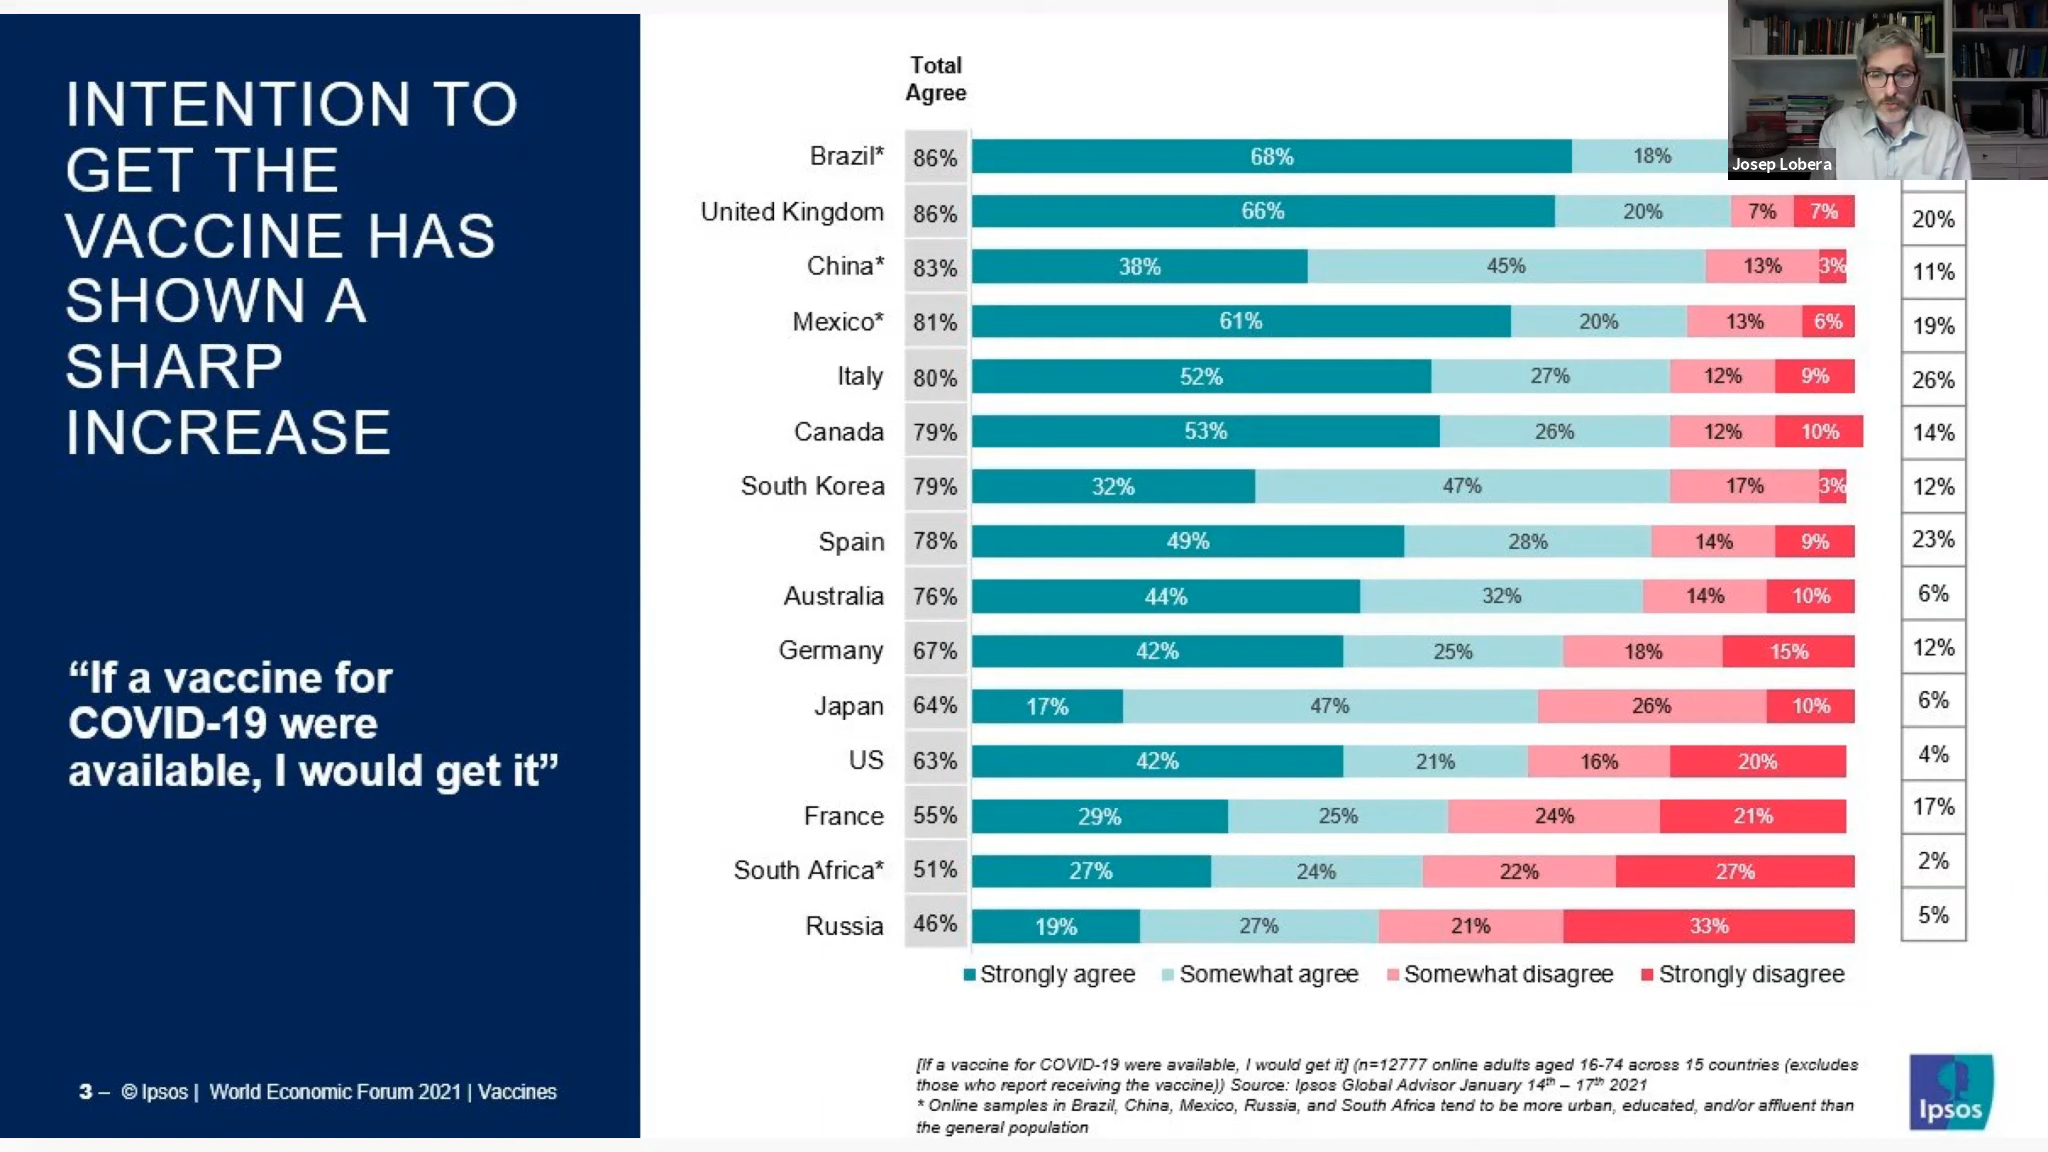 INTENTION TO
GET THE
VACCINE HAS
SHOWN A
SHARP
INCREASE
“If a vaccine for
COVID-19 were
available, I would get it”
3 – © Ipsos | World Economic Forum 2021 | Vaccines
Total
Agree
Brazil* 86% 68% 18%
United Kingdom 86% 66% 20% 7% 7% 20%
China* 83% 38% 45% 13% 3% 11%
Mexico* 81% 61% 20% 13% 6% 19%
Italy 80% 52% 27% 12% 9% 26%
Canada 79% 53% 26% 12% 10% 14%
South Korea 79% 32% 47% 17% 3% 12%
Spain 78% 49% 28% 14% 9% 23%
Australia 76% 44% 32% 14% 10% 6%
Germany 67% 42% 25% 18% 15% 12%
Japan 64% 17% 47% 26% 10% 6%
US 63% 42% 21% 16% 20% 4%
France 55% 29% 25% 24% 21% 17%
South Africa* 51% 27% 24% 22% 27% 2%
Russia 46% 19% 27% 21% 33% 5%
Strongly agree Somewhat agree Somewhat disagree Strongly disagree
[If a vaccine for COVID-19 were available, I would get it] (n=12777 online adults aged 16-74 across 15 countries (excludes
those who report receiving the vaccine)) Source: Ipsos Global Advisor January 14th – 17th 2021
* Online samples in Brazil, China, Mexico, Russia, and South Africa tend to be more urban, educated, and/or affluent than
the general population
Ipsos
Josep Lobera